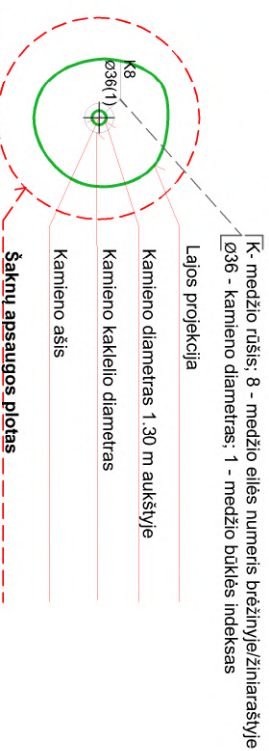 K- medžio rūšis; 8 - medžio eilės numeris brėžinyje/žiniaraštyje
ø36 - kamieno diametras; 1 - medžio būklės indeksas
K8
ø36(1)
Lajos projekcija
Kamieno diametras 1.30 m aukštyje
Kamieno kaklelio diametras
Kamieno ašis
Šaknų apsaugos plotas